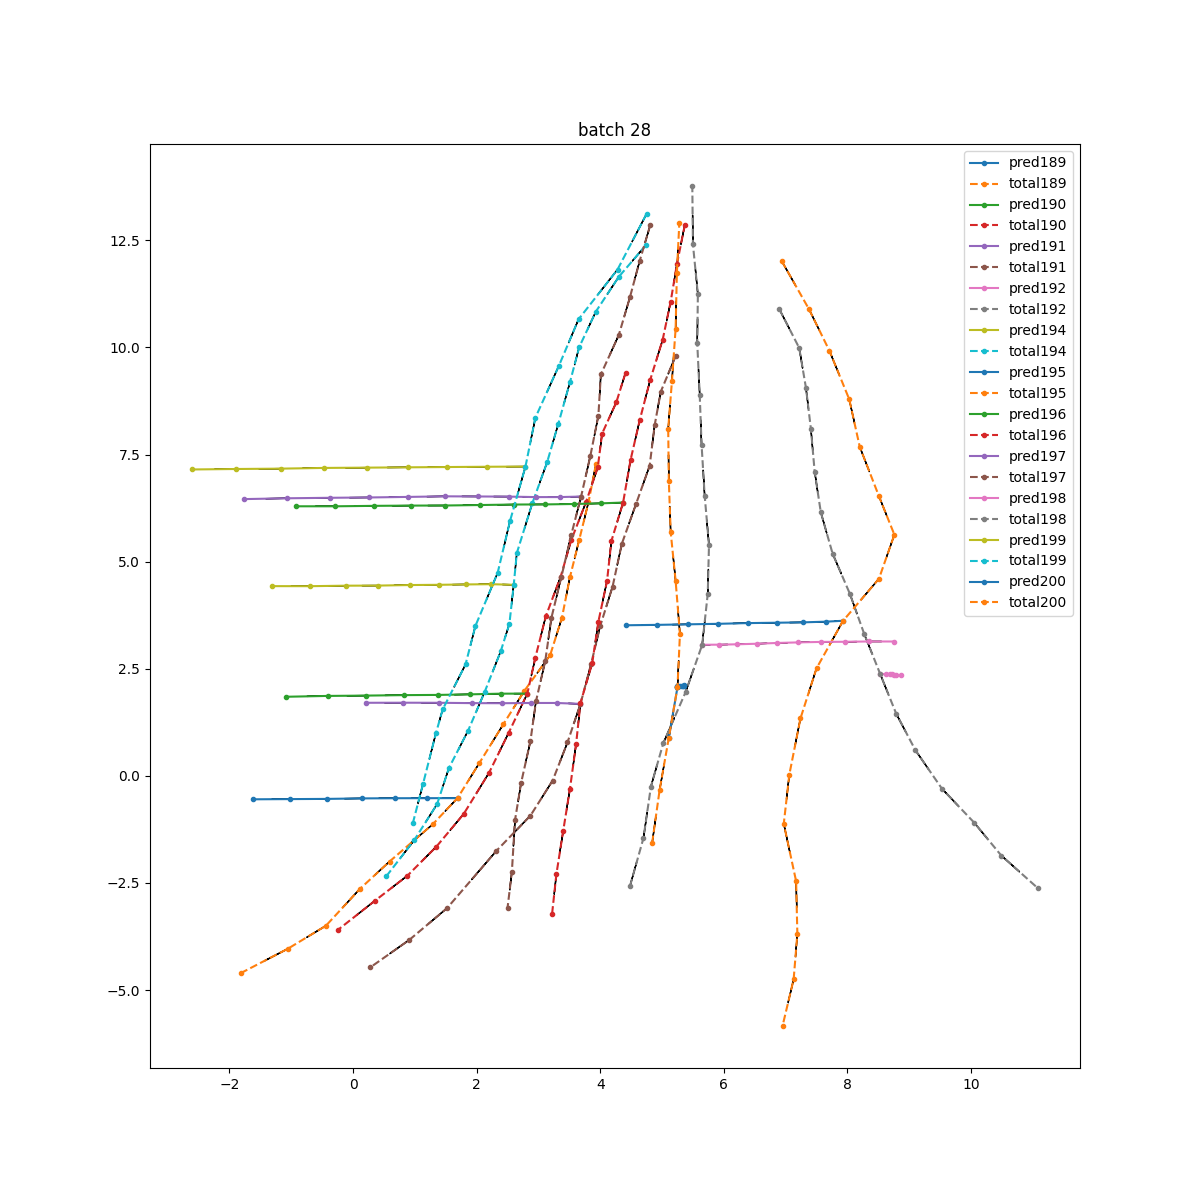 batch 28
pred189
total189
pred190
total190
pred191
total191
pred192
total192
pred194
total194
pred195
total195
pred196
total196
pred197
total197
pred198
total198
pred199
total199
pred200
total200
12.5
10.0
7.5
5.0
2.5
0.0
−2.5
−5.0
−2 0 2 4 6 8 10